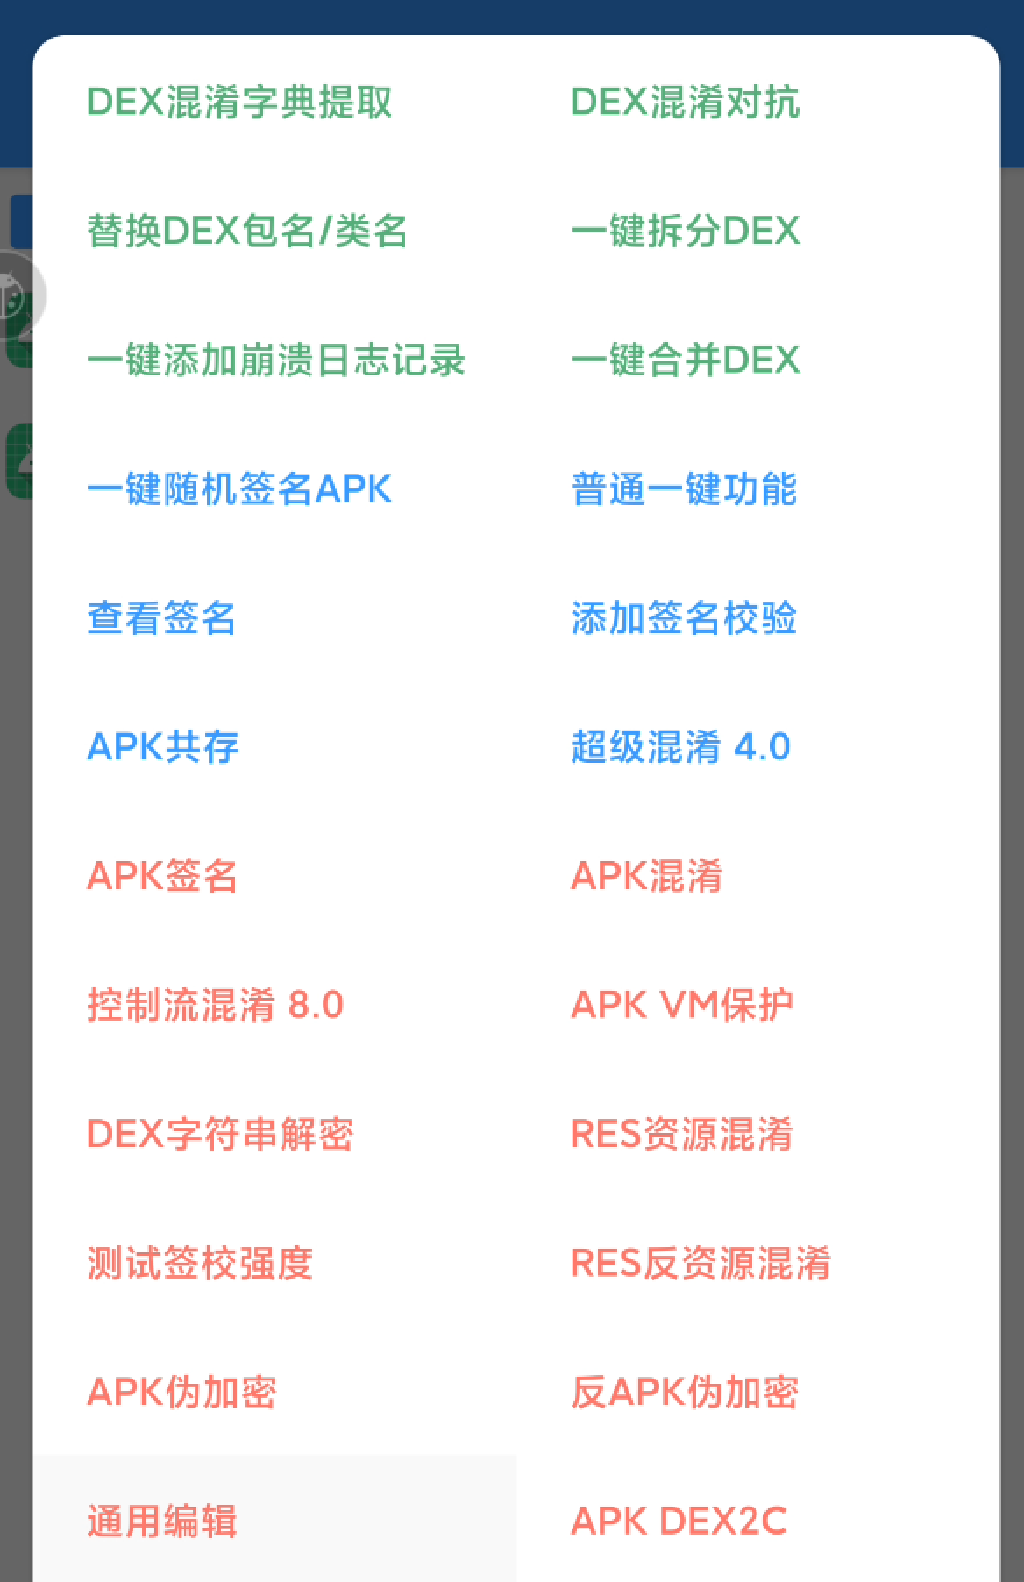 DEX混淆字典提取
DEX混淆对抗
替换DEX包名/类名
一键拆分DEX
一键添加崩溃日志记录
一键合并DEX
一键随机签名APK
普通一键功能
查看签名
添加签名校验
APK共存
超级混淆 4.0
APK签名
APK混淆
控制流混淆 8.0
APK VM保护
DEX字符串解密
RES资源混淆
测试签校强度
RES反资源混淆
APK伪加密
反APK伪加密
通用编辑
APK DEX2C